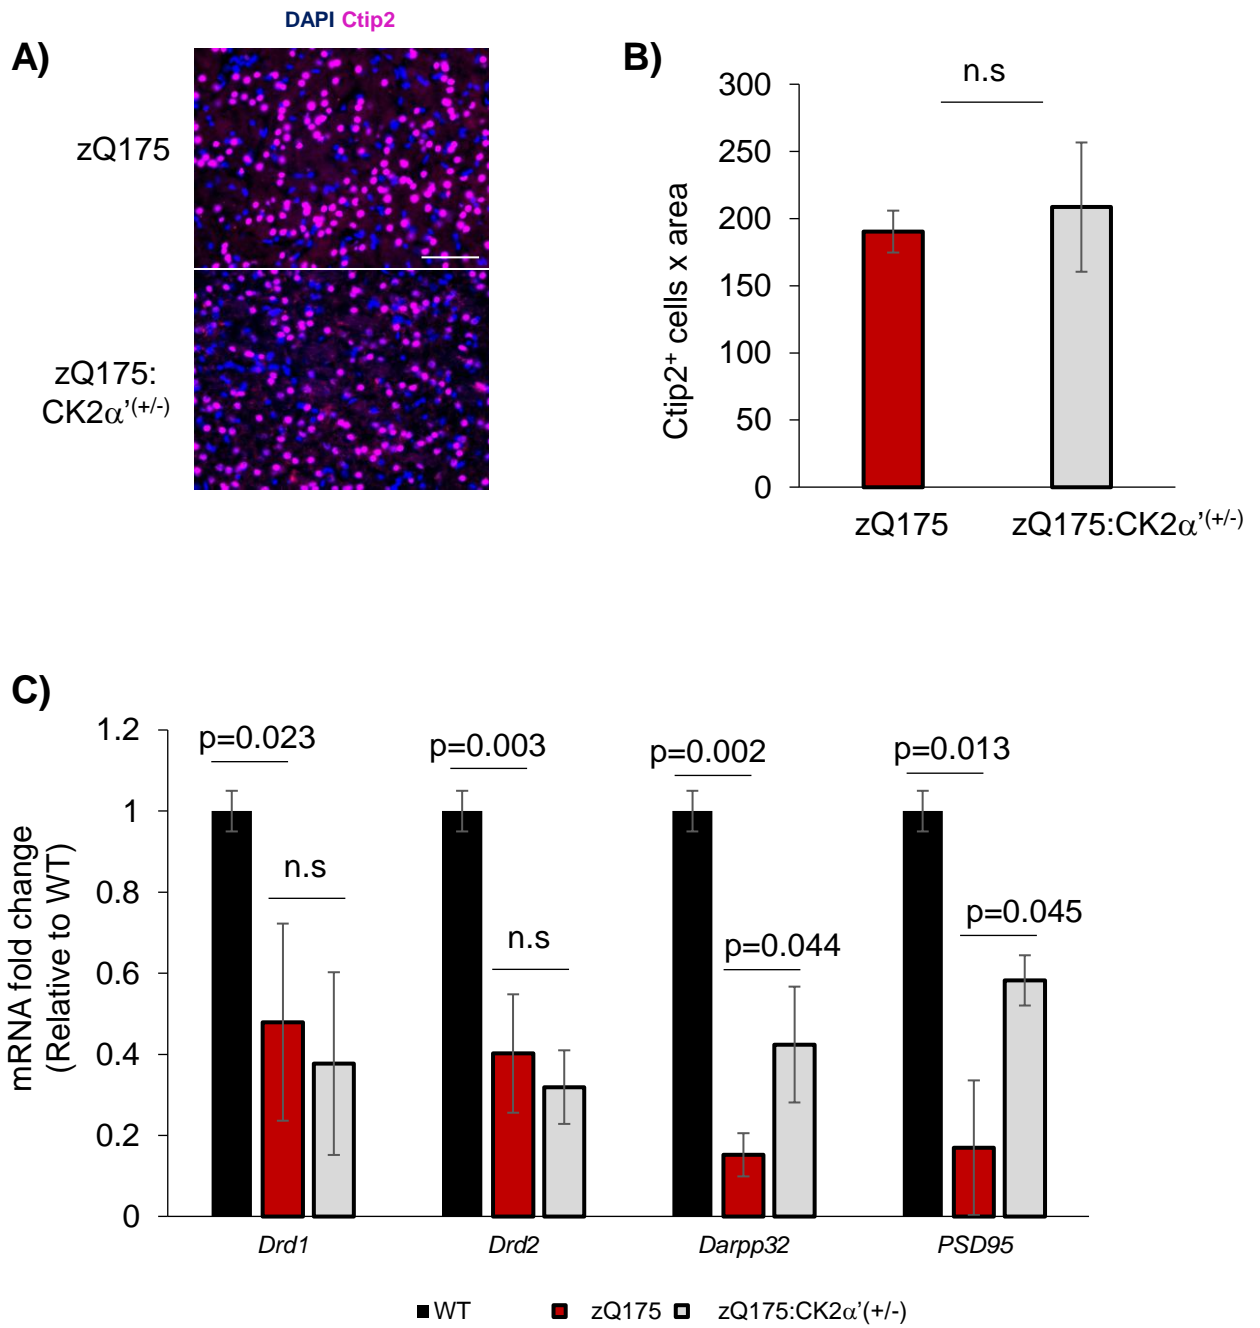 DAPI Ctip2
A)
zQ175
zQ175:
CK2α’(+/-)
B)
300
250
200
150
100
50
0
Ctip2⁺ cells x area
n.s
zQ175
zQ175:CK2α’(+/-)
C)
1.2
1
0.8
0.6
0.4
0.2
0
mRNA fold change
(Relative to WT)
p=0.023
n.s
p=0.003
n.s
p=0.002
p=0.044
p=0.013
p=0.045
Drd1
Drd2
Darpp32
PSD95
WT
zQ175
zQ175:CK2α’(+/-)